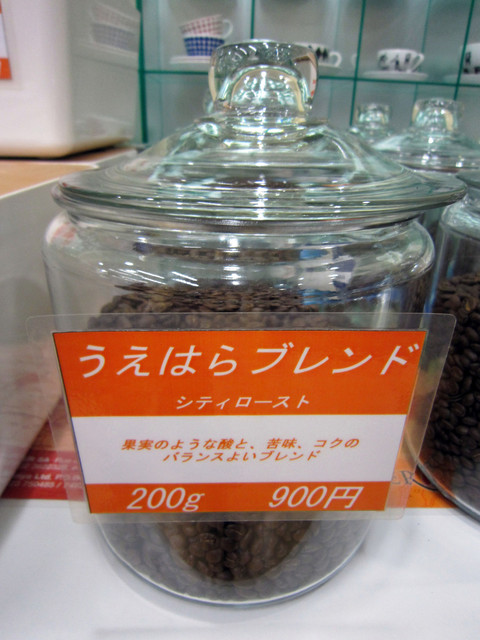 うえはらブレンド
シティロースト
果実のような酸と、苦味、コクの
バランスよいブレンド
200g 900円